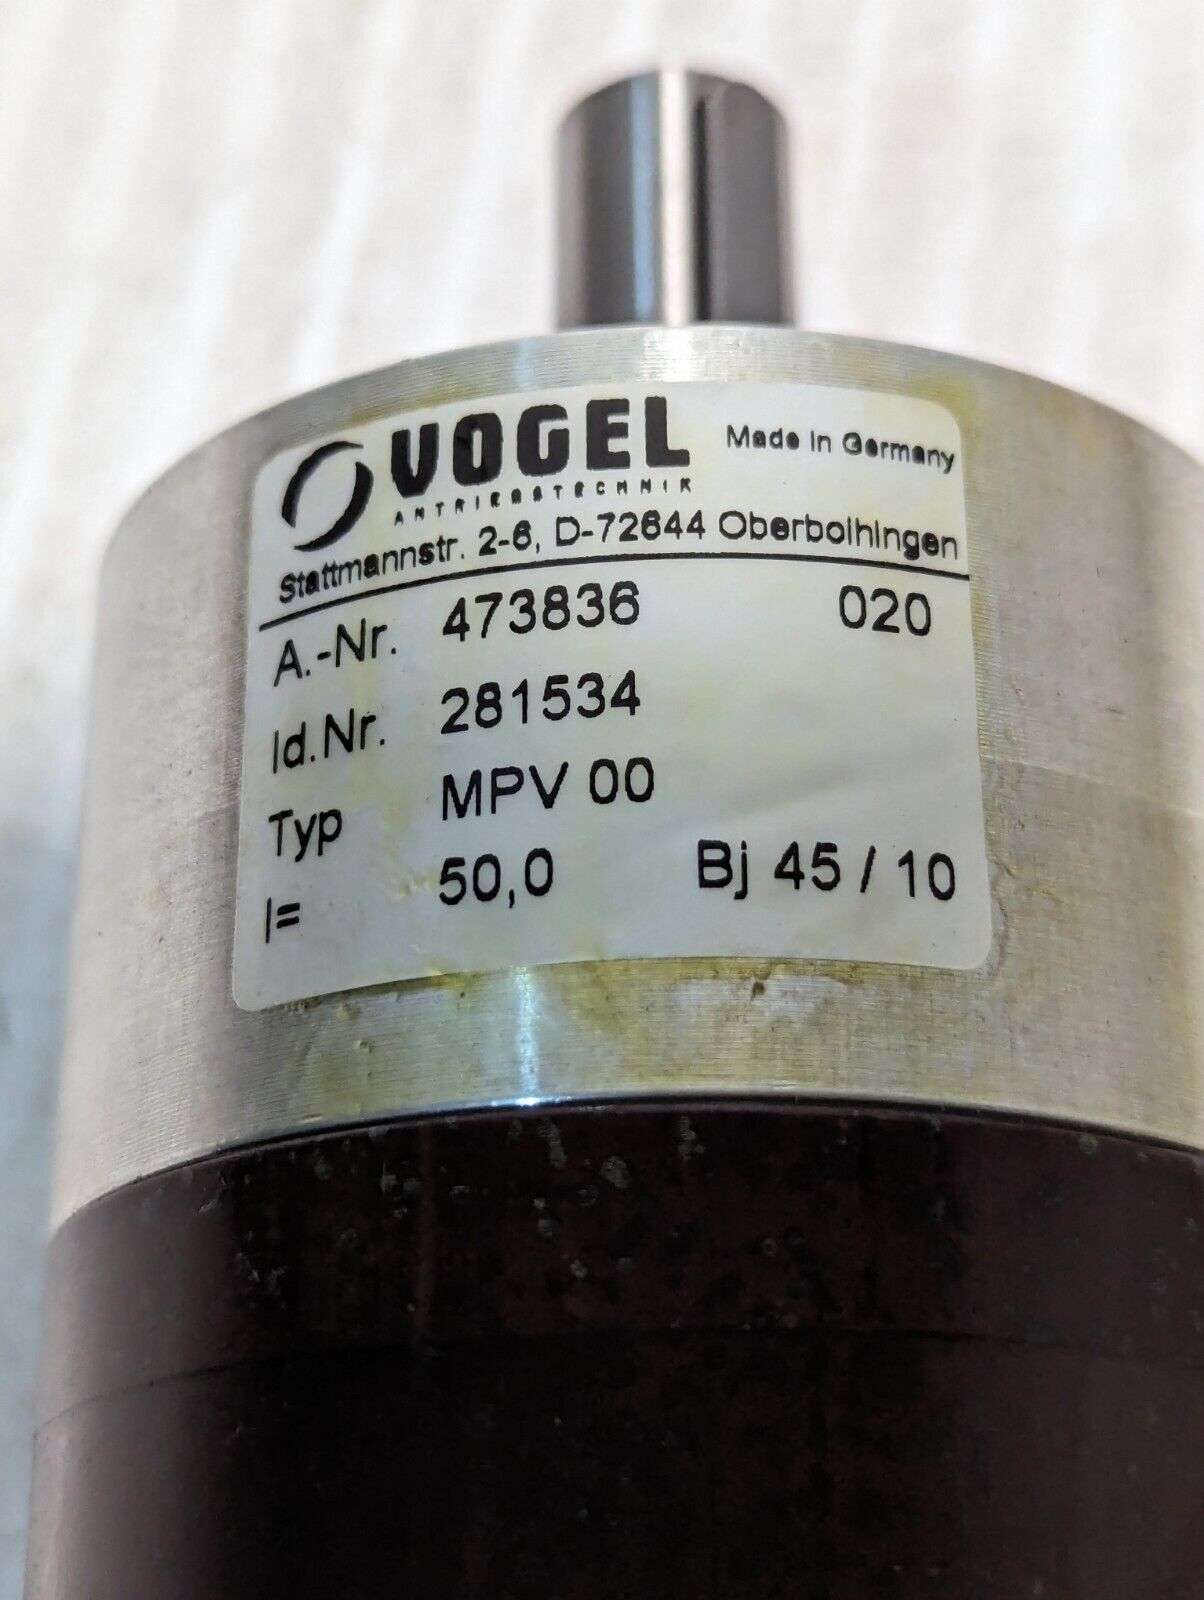 VOGEL
ANTRIEBSTECHNIK
Made in Germany
Stattmannstr. 2-6, D-72644 Oberboihingen
A.-Nr. 473836 020
Id.Nr. 281534
Typ MPV 00
I= 50,0 Bj 45 / 10